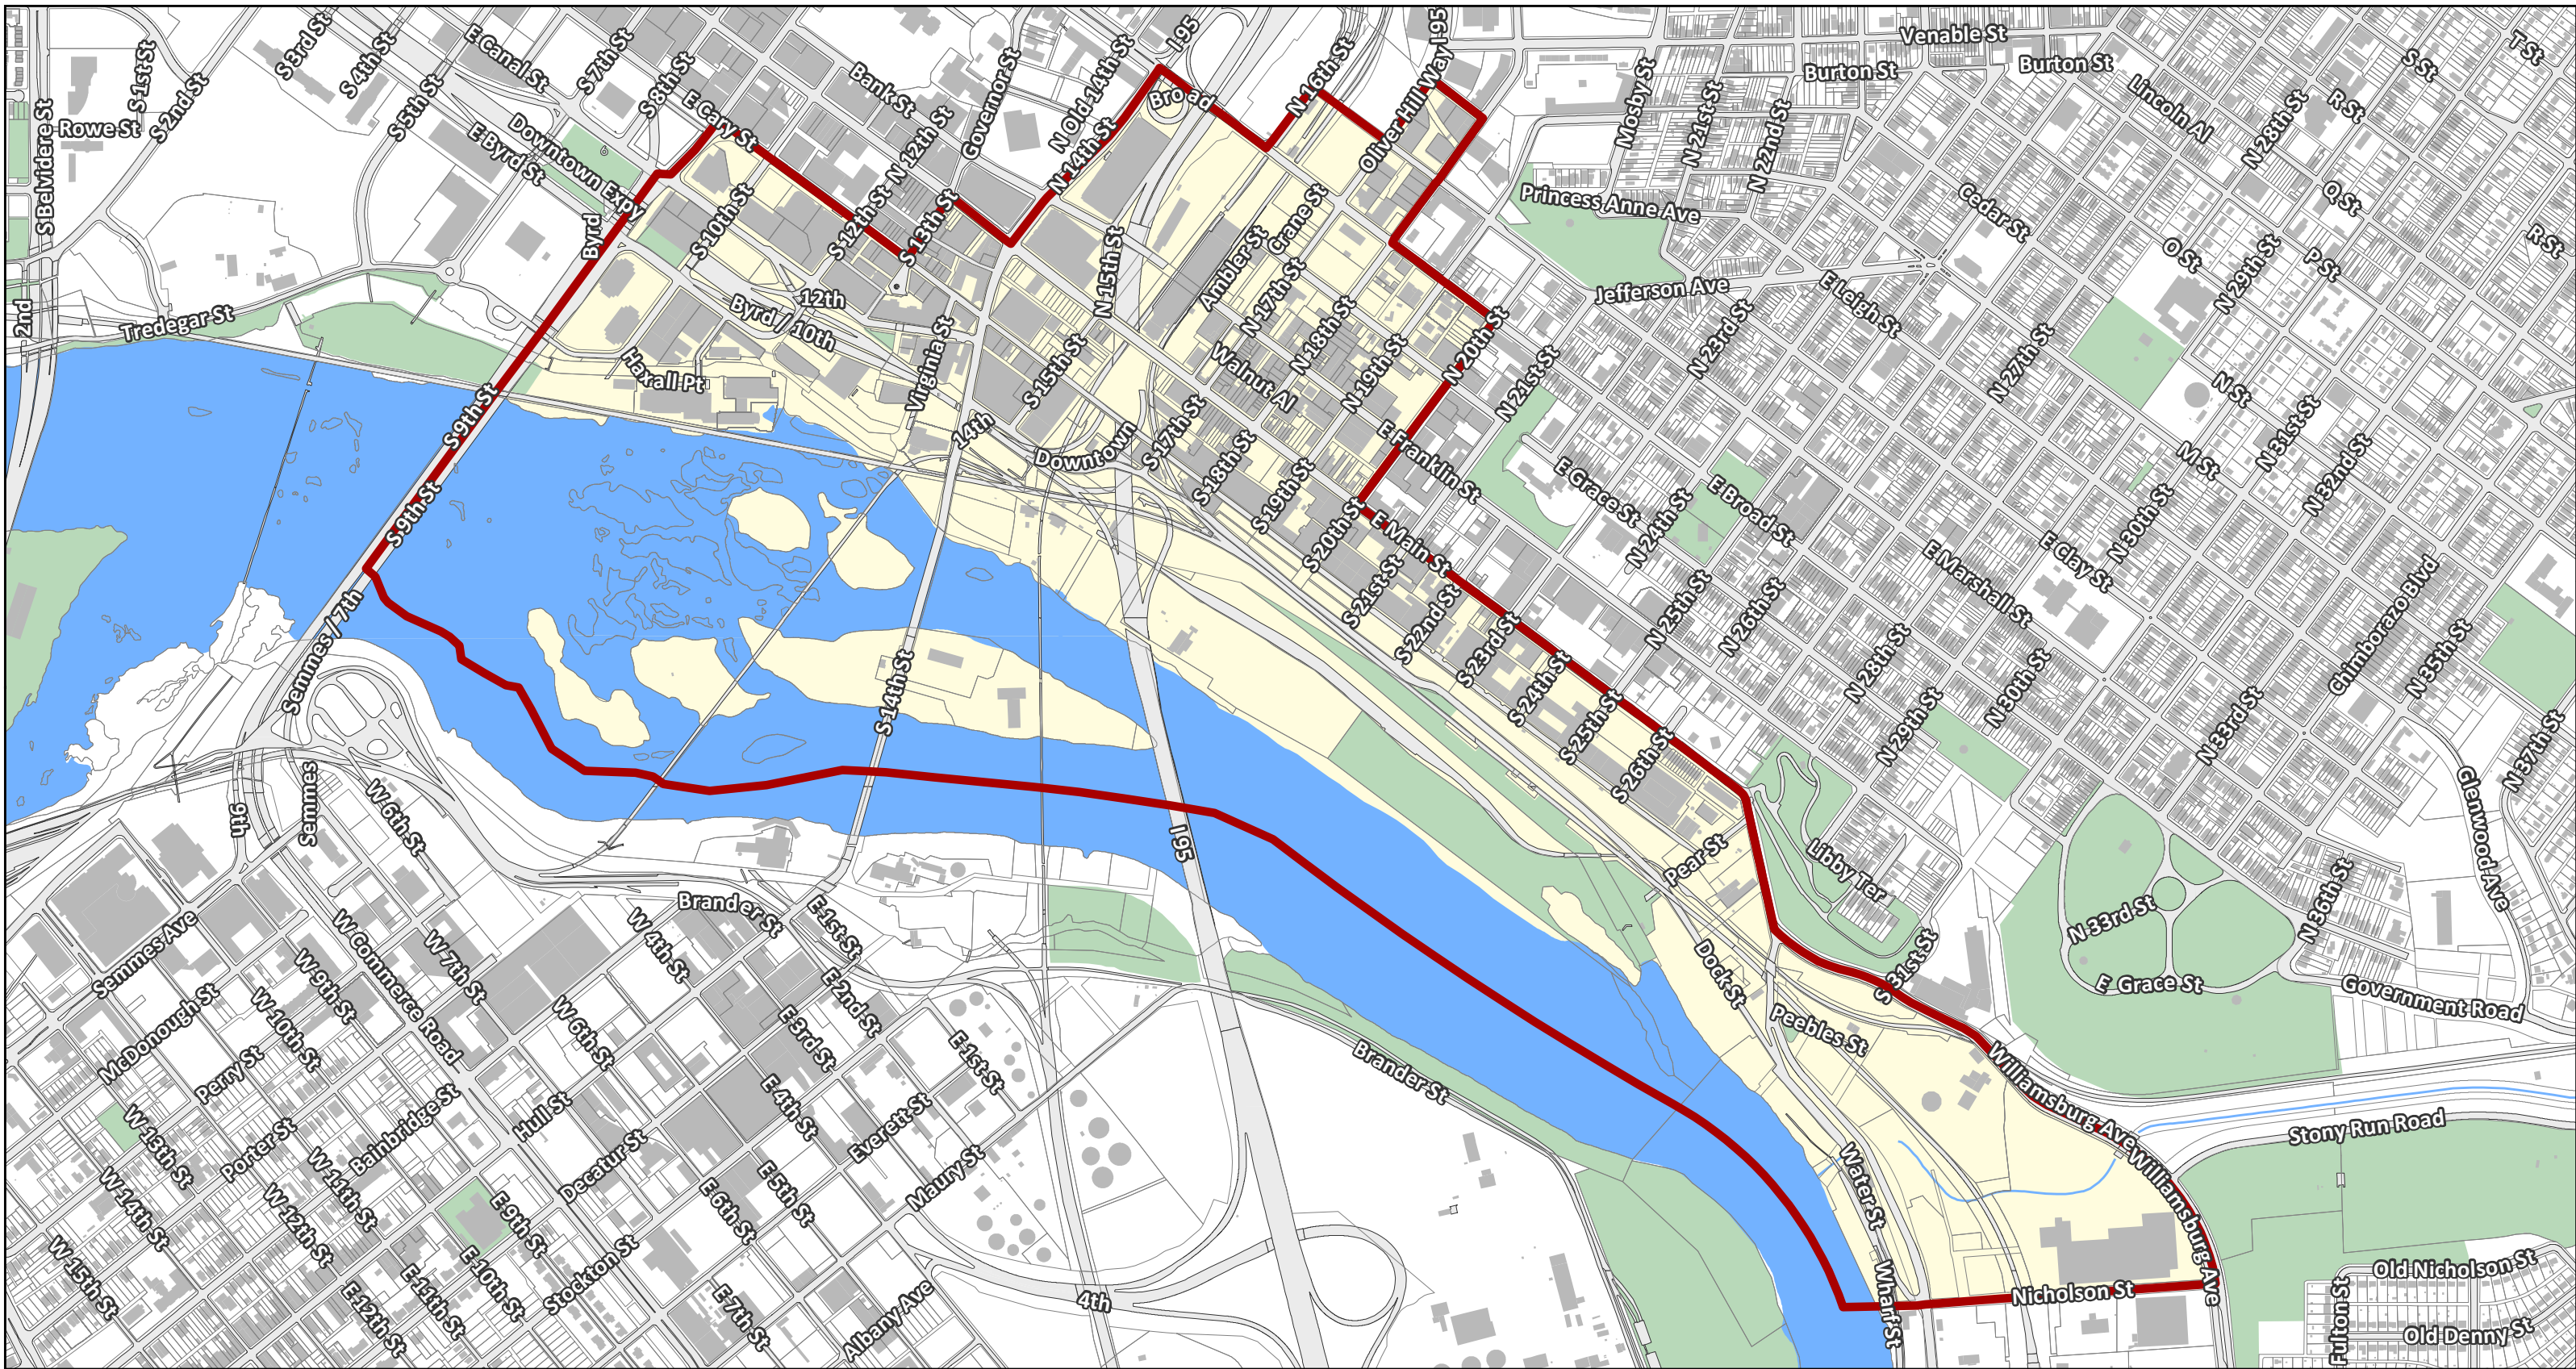 S Belvidere St
S 1st St
Rowe St
S 2nd St
S 3rd St
S 4th St
S 5th St
E Canal St
S 7th St
S 8th St
E Cary St
Downtown Expy
E Byrd St
Byrd
S 10th St
Bank St
N 12th St
S 12th St
S 13th St
Governor St
N Old 14th St
N 14th St
I 95
Broad
N 16th St
Oliver Hill Way
I 95
Venable St
Burton St
Burton St
Mosby St
N 21st St
N 22nd St
Lincoln Al
N 28th St
R St
S St
T St
Princess Anne Ave
Cedar St
Q St
O St
P St
R St
N 29th St
Jefferson Ave
E Leigh St
N 23rd St
N 27th St
N St
N 31st St
N 32nd St
M St
N 30th St
2nd
Tredegar St
12th
Byrd / 10th
Haxall Pt
Virginia St
N 15th St
S 15th St
14th
Downtown
S 17th St
S 18th St
S 19th St
S 20th St
Ambler St
Crane St
N 17th St
N 18th St
N 19th St
Walnut Al
N 20th St
N 21st St
E Franklin St
E Grace St
N 24th St
E Broad St
E Main St
S 21st St
S 22nd St
S 23rd St
S 24th St
S 25th St
S 26th St
N 25th St
N 26th St
E Marshall St
E Clay St
N 28th St
N 29th St
N 30th St
N 33rd St
Chimborazo Blvd
N 35th St
N 37th St
Glenwood Ave
S 9th St
S 9th St
Semmes / 7th
S 14th St
I 95
9th
Semmes
W 6th St
Semmes Ave
Brander St
E 1st St
W 4th St
W Commerce Road
W 7th St
W 9th St
W 10th St
McDonough St
Perry St
W 6th St
E 2nd St
E 3rd St
E 1st St
E 4th St
Everett St
Maury St
Hull St
Bainbridge St
Porter St
W 13th St
W 14th St
W 15th St
W 11th St
W 12th St
Decatur St
E 5th St
E 6th St
E 7th St
E 9th St
E 10th St
E 11th St
E 12th St
Stockton St
Albany Ave
4th
Brander St
Pear St
Libby Ter
Dock St
Peebles St
S 31st St
N 33rd St
E Grace St
N 36th St
Government Road
Williamsburg Ave
Williamsburg Ave
Williamsburg Ave
Stony Run Road
Water St
Wharf St
Nicholson St
Old Nicholson St
Fulton St
Old Denny St